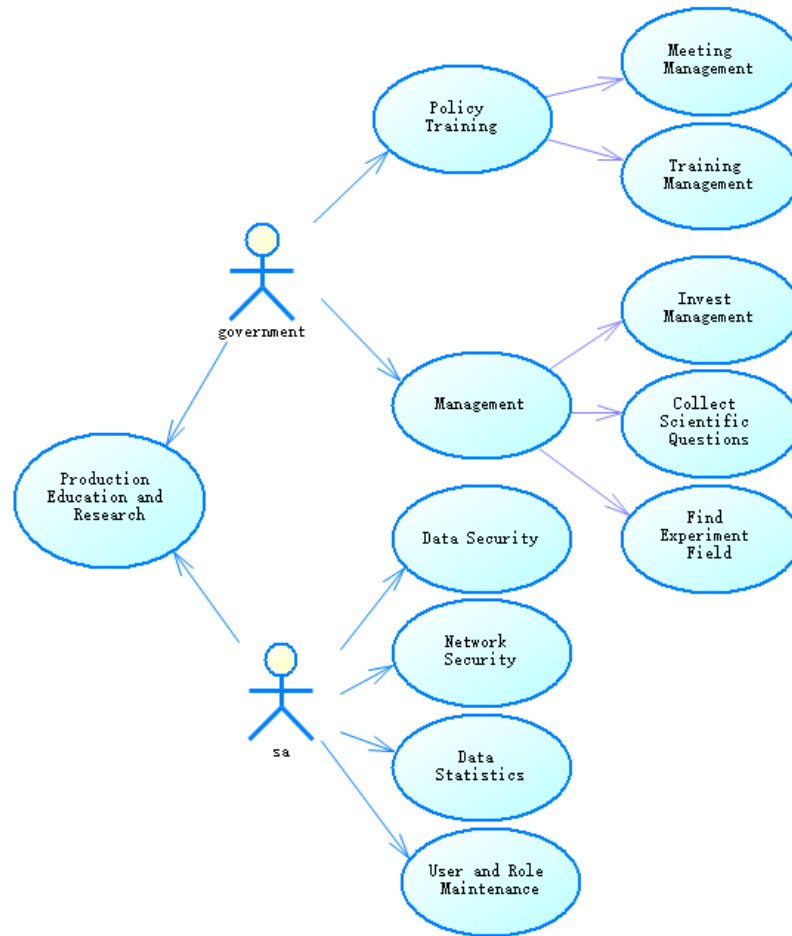 Meeting
Management
Policy
Training
Training
Management
government
Invest
Management
Management
Collect
Scientific
Questions
Production
Education and
Research
Find
Experiment
Field
Data Security
Network
Security
sa
Data
Statistics
User and Role
Maintenance